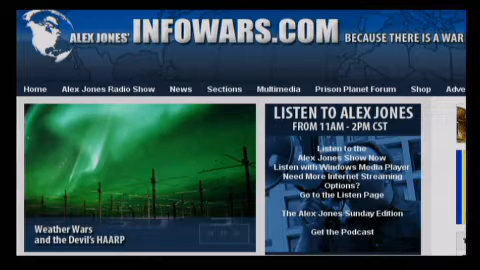 ALEX JONES' INFOWARS.COM BECAUSE THERE IS A WAR
Home Alex Jones Radio Show News Sections Multimedia Prison Planet Forum Shop Adve
LISTEN TO ALEX JONES
FROM 11AM - 2PM CST
Listen to the
Alex Jones Show Now
Listen with Windows Media Player
Need More Internet Streaming
Options?
Go to the Listen Page
The Alex Jones Sunday Edition
Get the Podcast
Weather Wars
and the Devil's HAARP